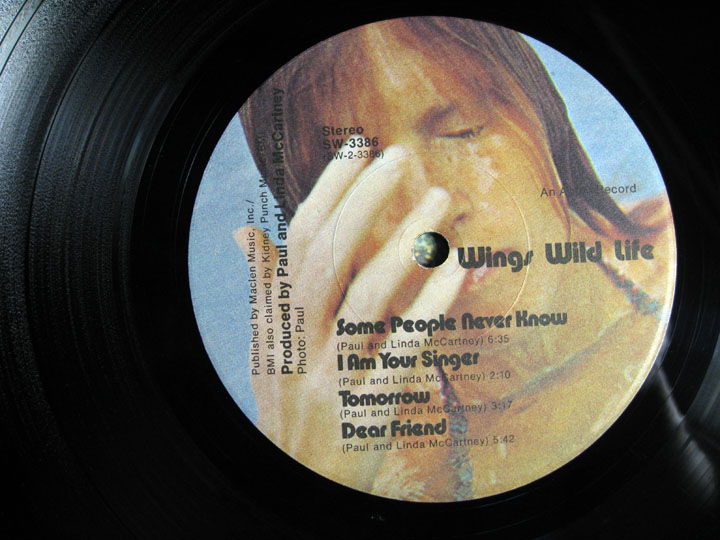 Stereo
SW-3386
(SW-2-3386)
An Record
Wings Wild Life
Some People Never Know
(Paul and Linda McCartney) 6:35
I Am Your Singer
(Paul and Linda McCartney) 2:10
Tomorrow
(Paul and Linda McCartney) 3:17
Dear Friend
(Paul and Linda McCartney) 5:42
Published by Maclen Music, Inc./
BMI also claimed by Kidney Punch Music
Produced by Paul and Linda McCartney
Photo: Paul